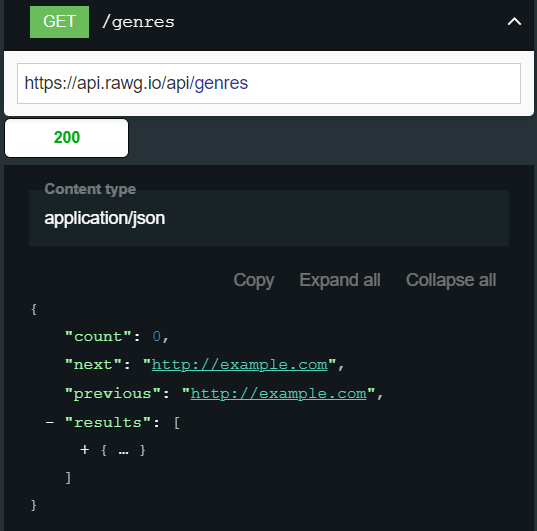 GET /genres
https://api.rawg.io/api/genres
200
Content type
application/json
Copy Expand all Collapse all
{
"count": 0,
"next": "http://example.com",
"previous": "http://example.com",
- "results": [
+ { … }
]
}